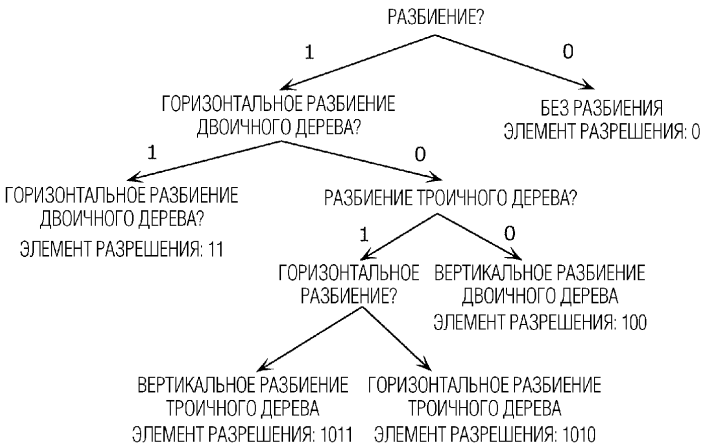 РАЗБИЕНИЕ?
1
0
ГОРИЗОНТАЛЬНОЕ РАЗБИЕНИЕ
ДВОИЧНОГО ДЕРЕВА?
БЕЗ РАЗБИЕНИЯ
ЭЛЕМЕНТ РАЗРЕШЕНИЯ: 0
1
0
ГОРИЗОНТАЛЬНОЕ РАЗБИЕНИЕ
ДВОИЧНОГО ДЕРЕВА?
ЭЛЕМЕНТ РАЗРЕШЕНИЯ: 11
РАЗБИЕНИЕ ТРОИЧНОГО ДЕРЕВА?
1
0
ГОРИЗОНТАЛЬНОЕ
РАЗБИЕНИЕ?
ВЕРТИКАЛЬНОЕ РАЗБИЕНИЕ
ДВОИЧНОГО ДЕРЕВА
ЭЛЕМЕНТ РАЗРЕШЕНИЯ: 100
ВЕРТИКАЛЬНОЕ РАЗБИЕНИЕ
ТРОИЧНОГО ДЕРЕВА
ЭЛЕМЕНТ РАЗРЕШЕНИЯ: 1011
ГОРИЗОНТАЛЬНОЕ РАЗБИЕНИЕ
ТРОИЧНОГО ДЕРЕВА
ЭЛЕМЕНТ РАЗРЕШЕНИЯ: 1010